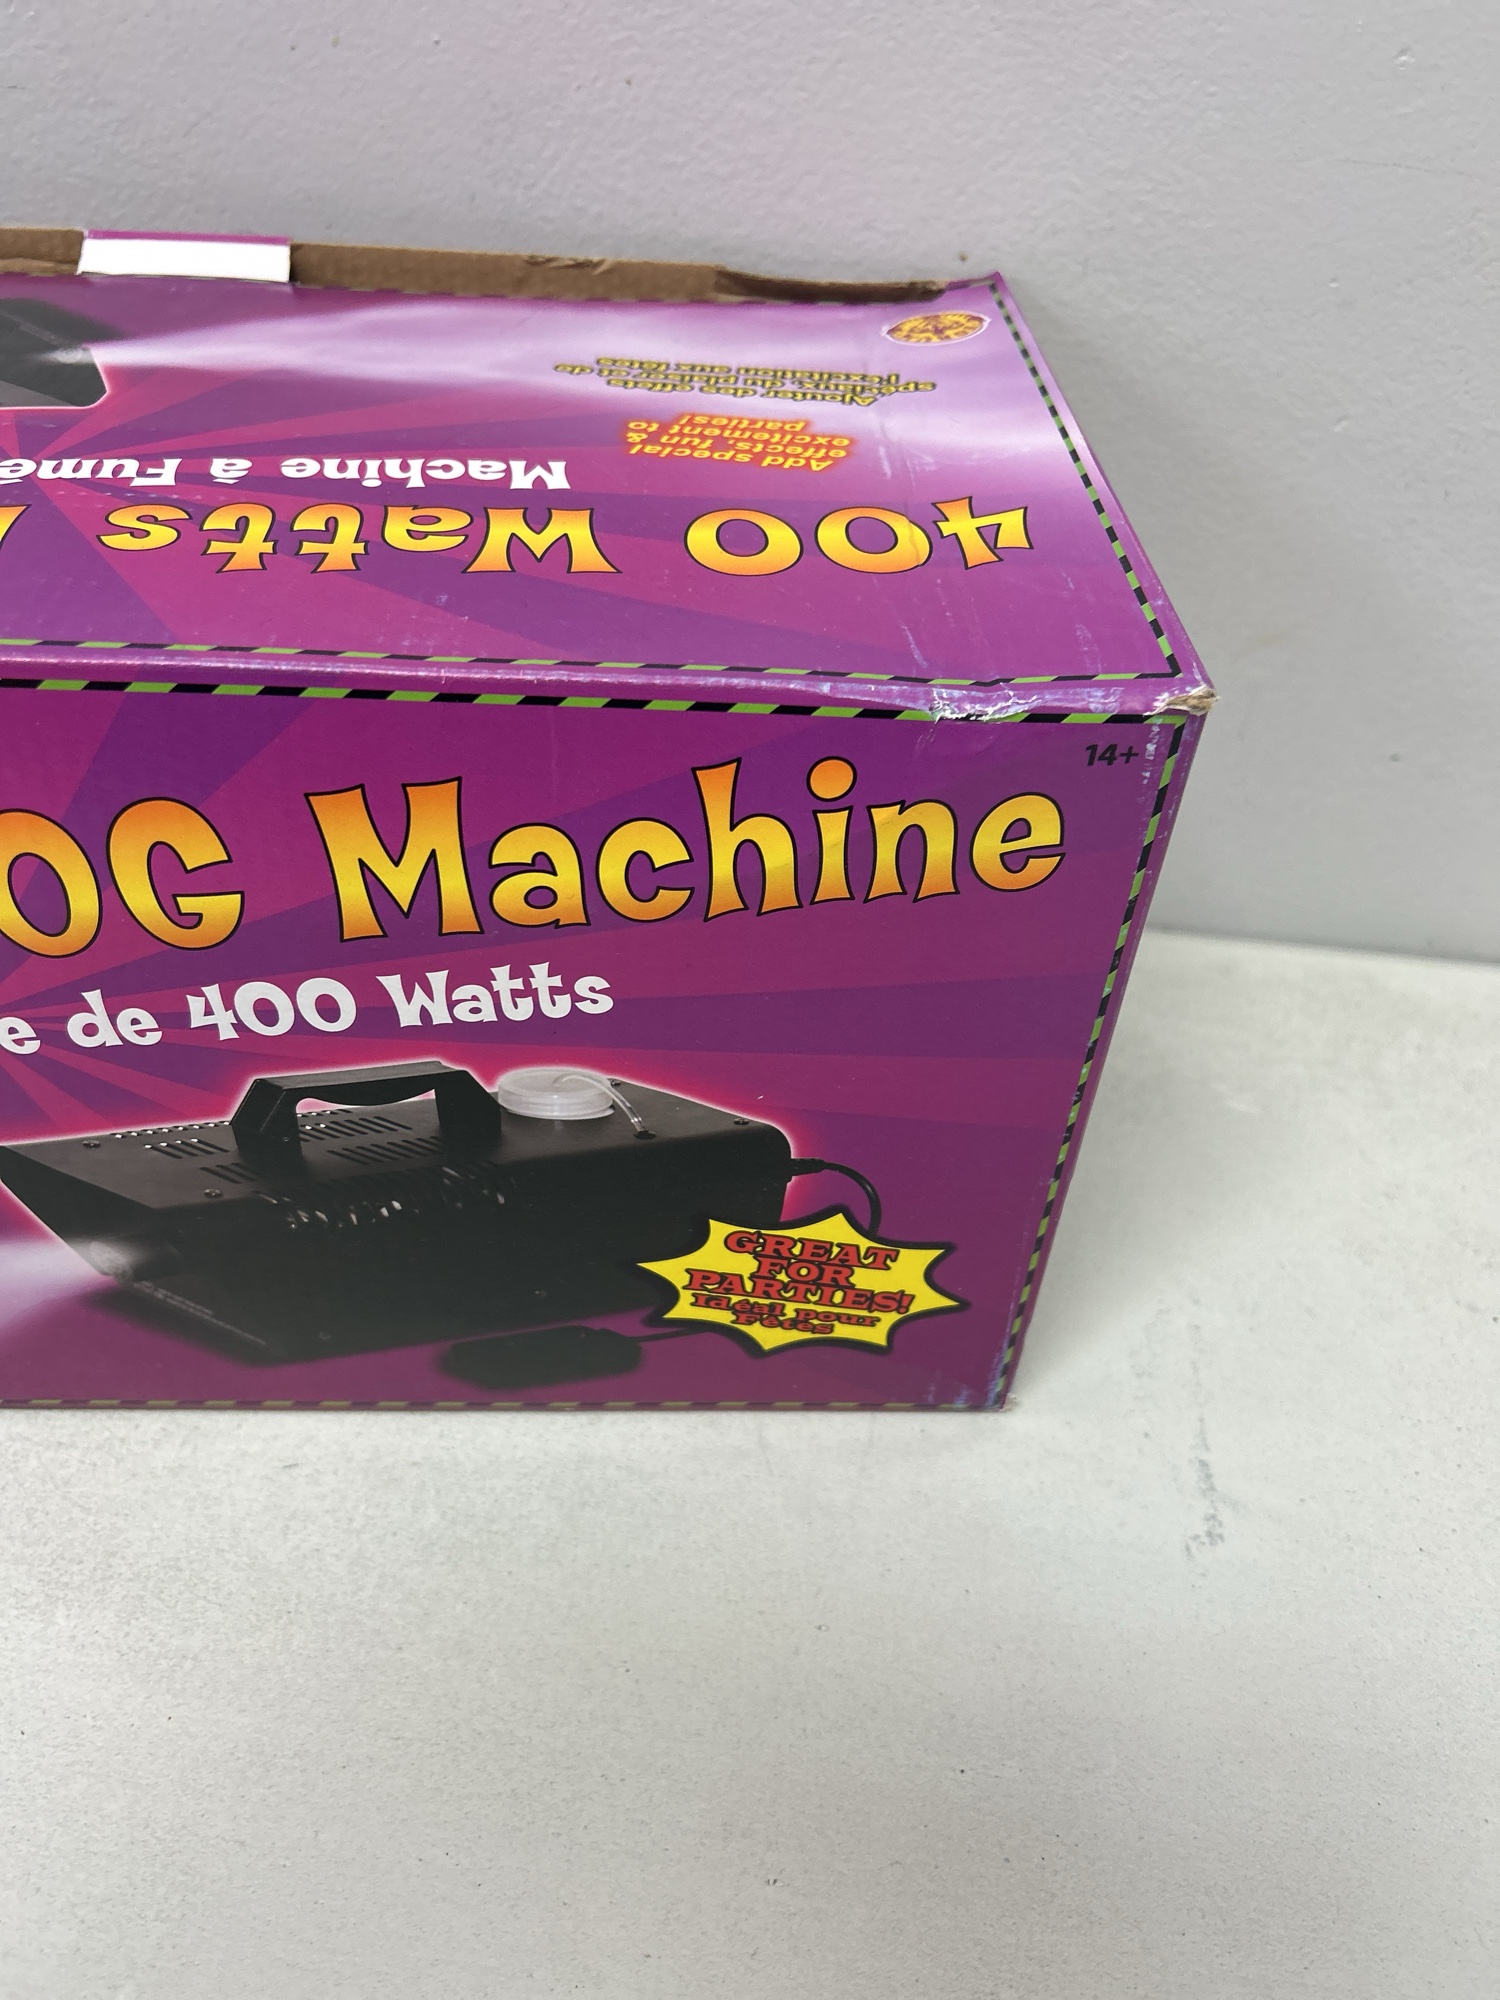 Ajouter des effets
spéciaux, du plaisir et de
l'excitation aux fêtes
Add special
effects, fun &
excitement to
parties!
Machine à Fumé
400 Watts
14+
OG Machine
e de 400 Watts
GREAT
FOR
PARTIES!
Idéal pour
Fêtes